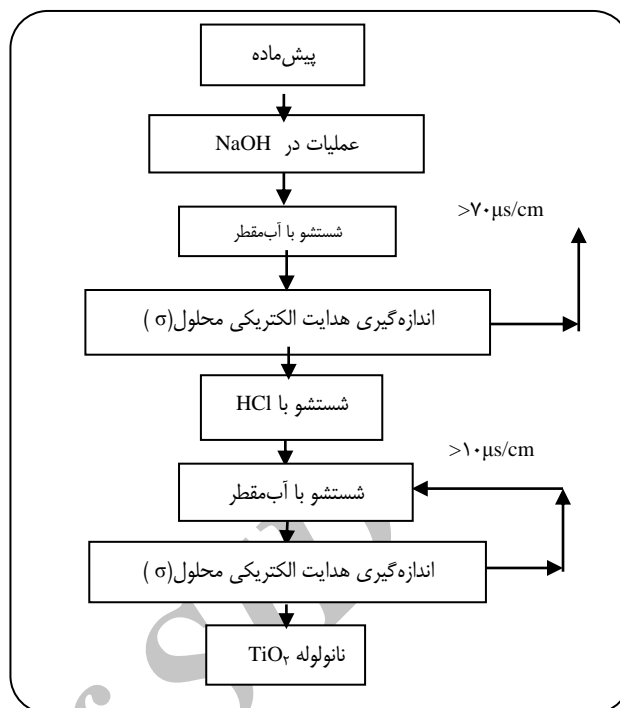 پیش‌ماده
عملیات در NaOH
شستشو با آب‌مقطر
>۷۰μs/cm
اندازه‌گیری هدایت الکتریکی محلول(σ )
شستشو با HCl
>۱۰μs/cm
شستشو با آب‌مقطر
اندازه‌گیری هدایت الکتریکی محلول(σ )
نانولوله TiO₂